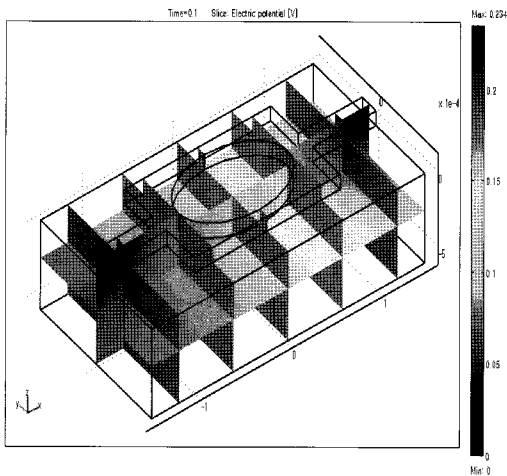 Time=0.1 Slice: Electric potential [V]
Max: 0.234
0.2
0.15
0.1
0.05
0
Min: 0
x 1e-4
0
0
-5
1
0
-1
z
y x